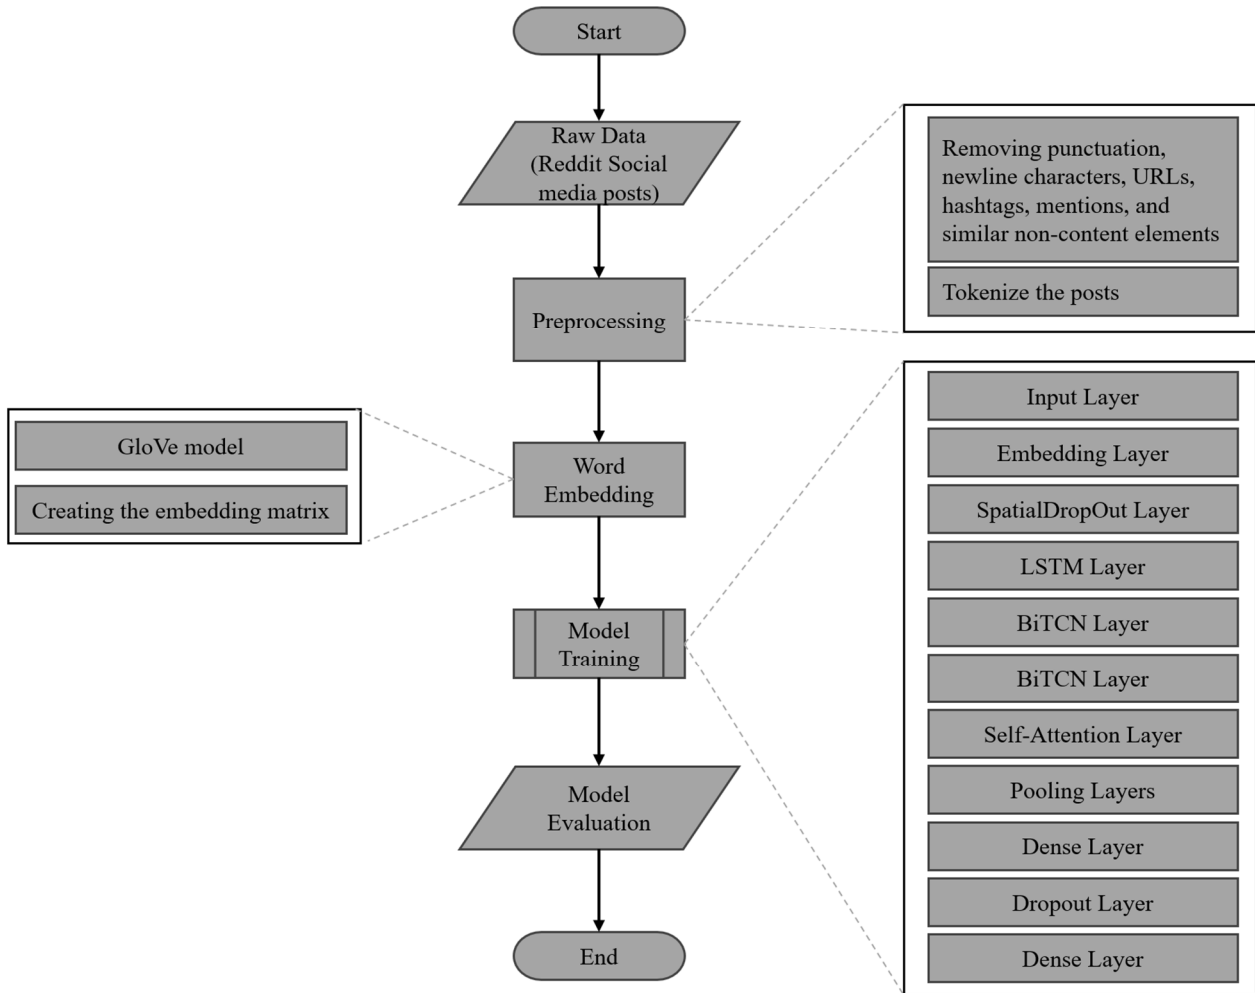 Start
Raw Data
(Reddit Social
media posts)
Preprocessing
Removing punctuation,
newline characters, URLs,
hashtags, mentions, and
similar non-content elements
Tokenize the posts
Word
Embedding
GloVe model
Creating the embedding matrix
Model
Training
Input Layer
Embedding Layer
SpatialDropOut Layer
LSTM Layer
BiTCN Layer
BiTCN Layer
Self-Attention Layer
Pooling Layers
Dense Layer
Dropout Layer
Dense Layer
Model
Evaluation
End